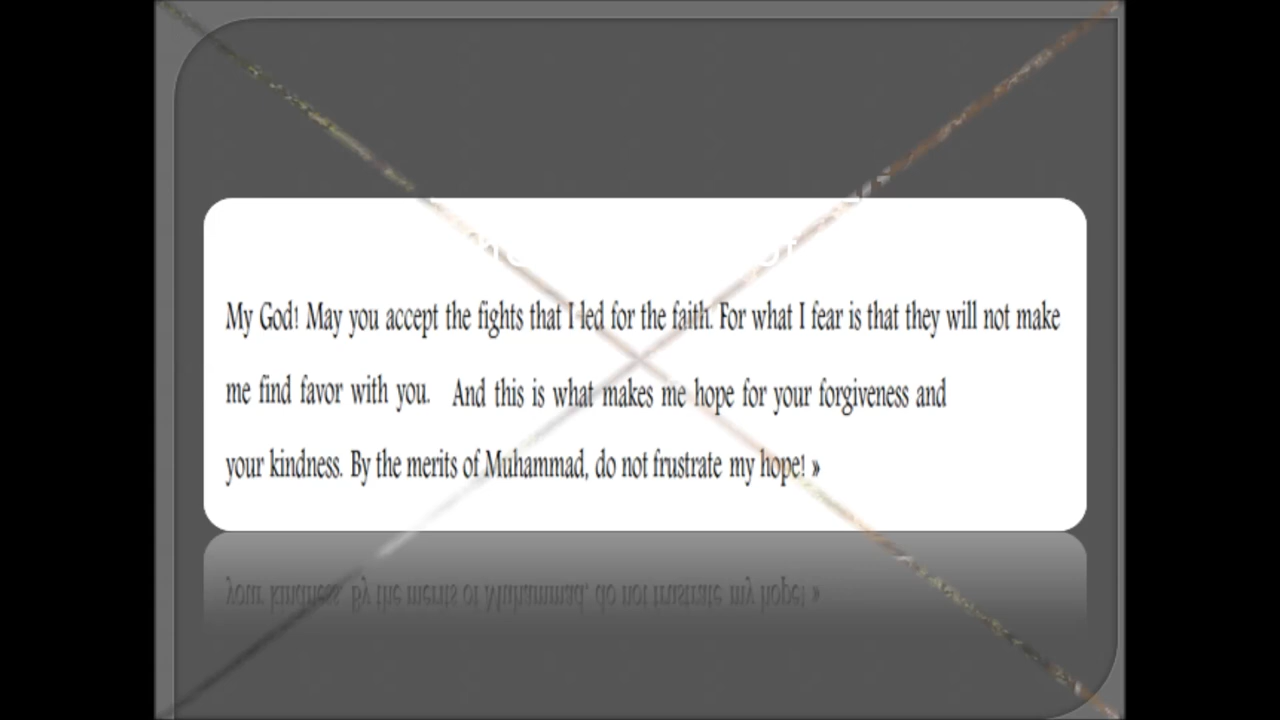 My God! May you accept the fights that I led for the faith. For what I fear is that they will not make
me find favor with you. And this is what makes me hope for your forgiveness and
your kindness. By the merits of Muhammad, do not frustrate my hope! »